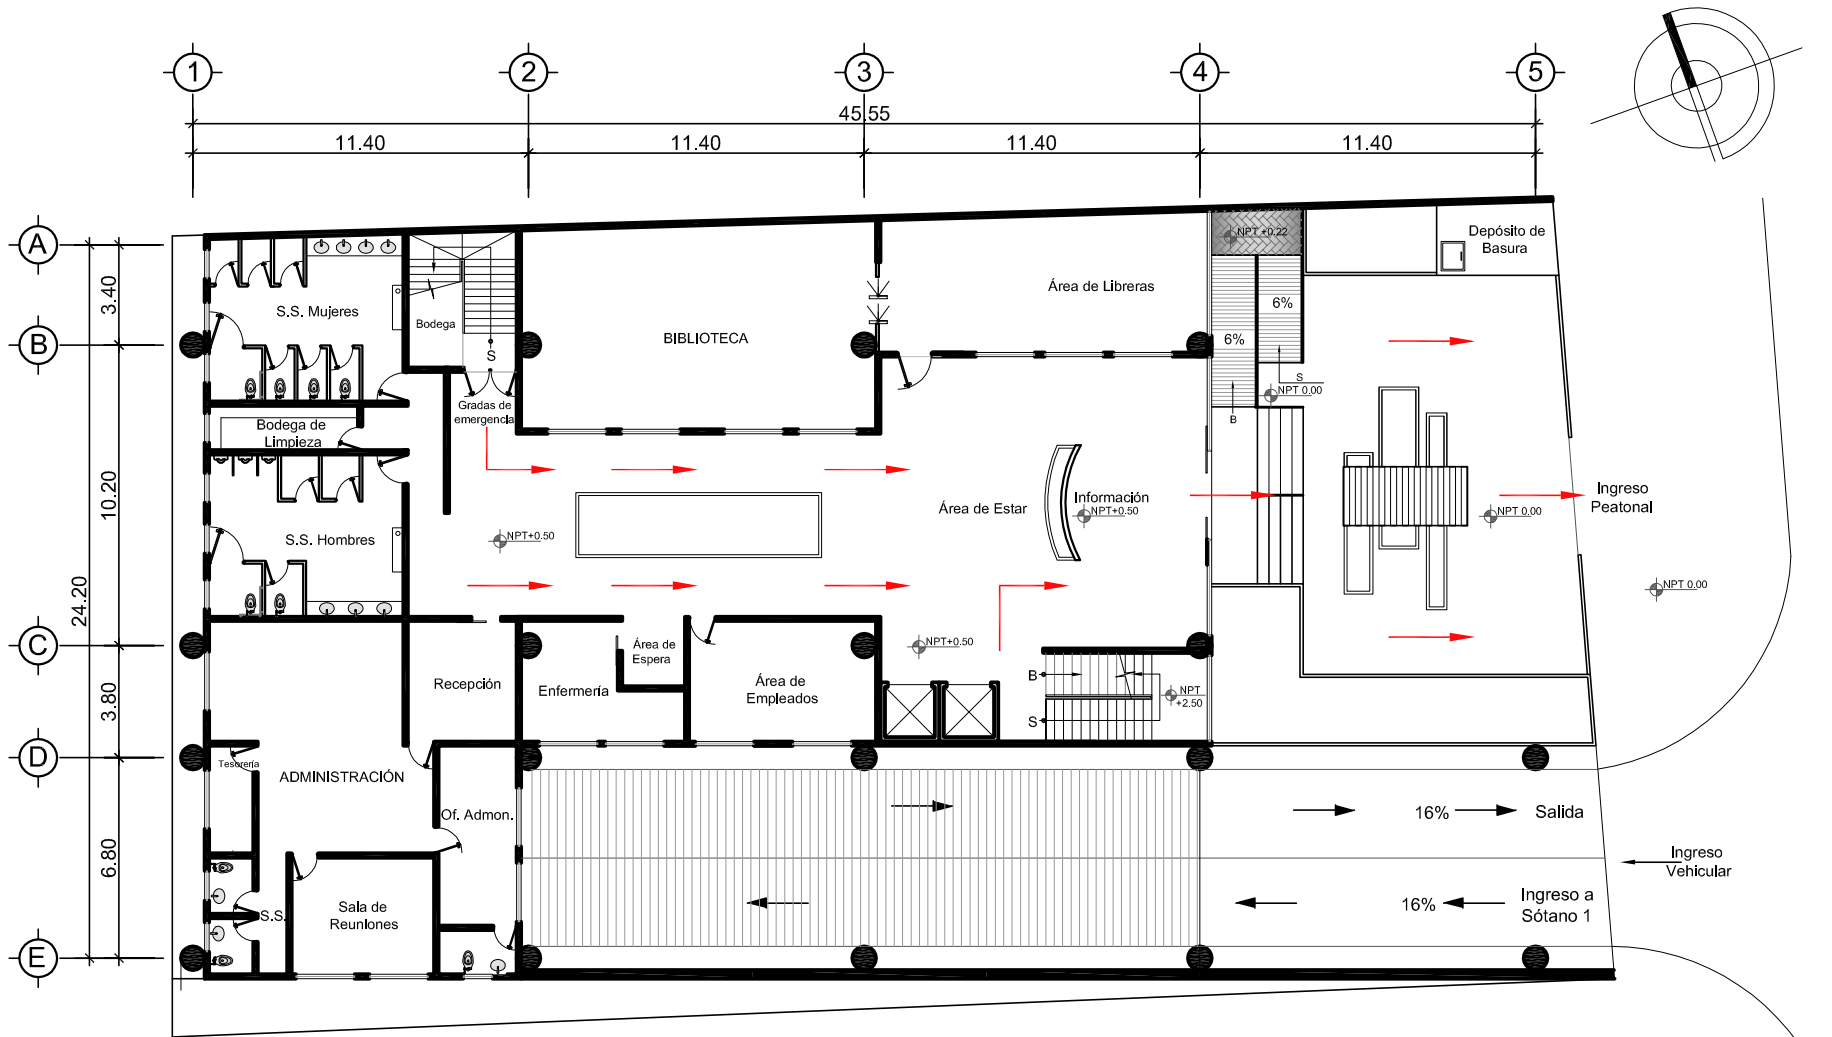 1
2
3
4
5
45.55
11.40
11.40
11.40
11.40
A
B
C
D
E
3.40
10.20
3.80
6.80
24.20
S.S. Mujeres
Bodega
S
Gradas de
emergencia
BIBLIOTECA
Área de Libreras
NPT +0.22
6%
6%
S
B
NPT 0.00
Depósito de
Basura
Bodega de
Limpieza
S.S. Hombres
NPT+0.50
Área de Estar
Información
NPT+0.50
NPT 0.00
Ingreso
Peatonal
NPT 0.00
Recepción
Enfermería
Área de
Espera
Área de
Empleados
NPT+0.50
B
S
NPT
+2.50
Tesorería
ADMINISTRACIÓN
Of. Admon.
S.S.
Sala de
Reuniones
16%
Salida
Ingreso
Vehicular
16%
Ingreso a
Sótano 1